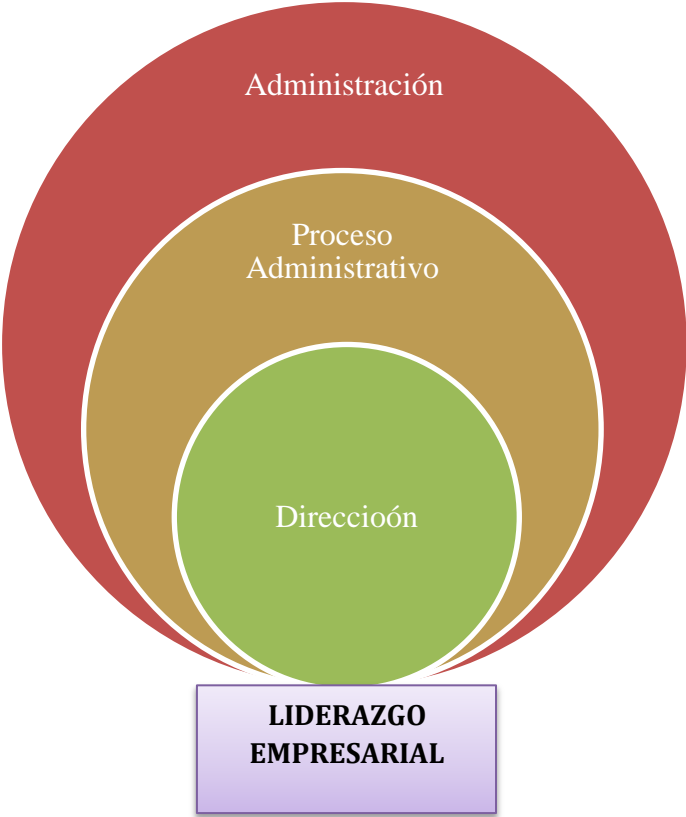 Administración
Proceso
Administrativo
Direccioón
LIDERAZGO
EMPRESARIAL